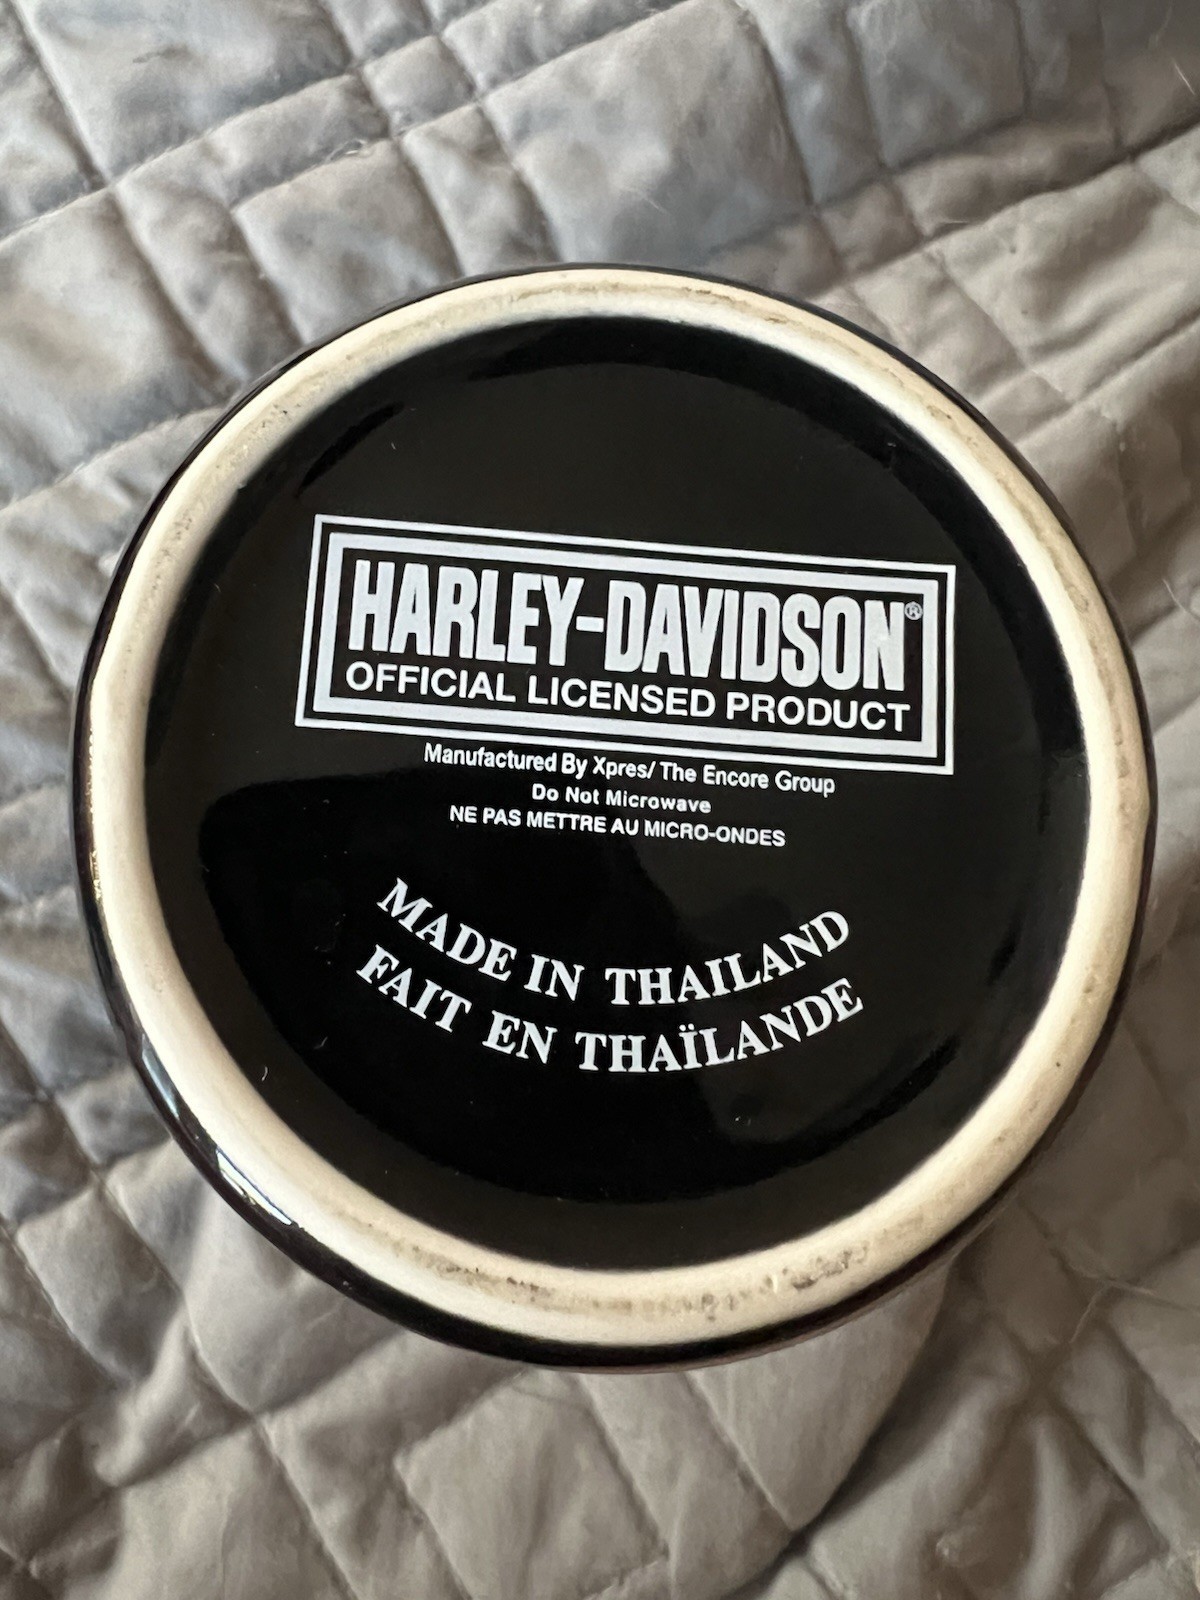 HARLEY-DAVIDSON®
OFFICIAL LICENSED PRODUCT
Manufactured By Xpres/ The Encore Group
Do Not Microwave
NE PAS METTRE AU MICRO-ONDES
MADE IN THAILAND
FAIT EN THAÏLANDE